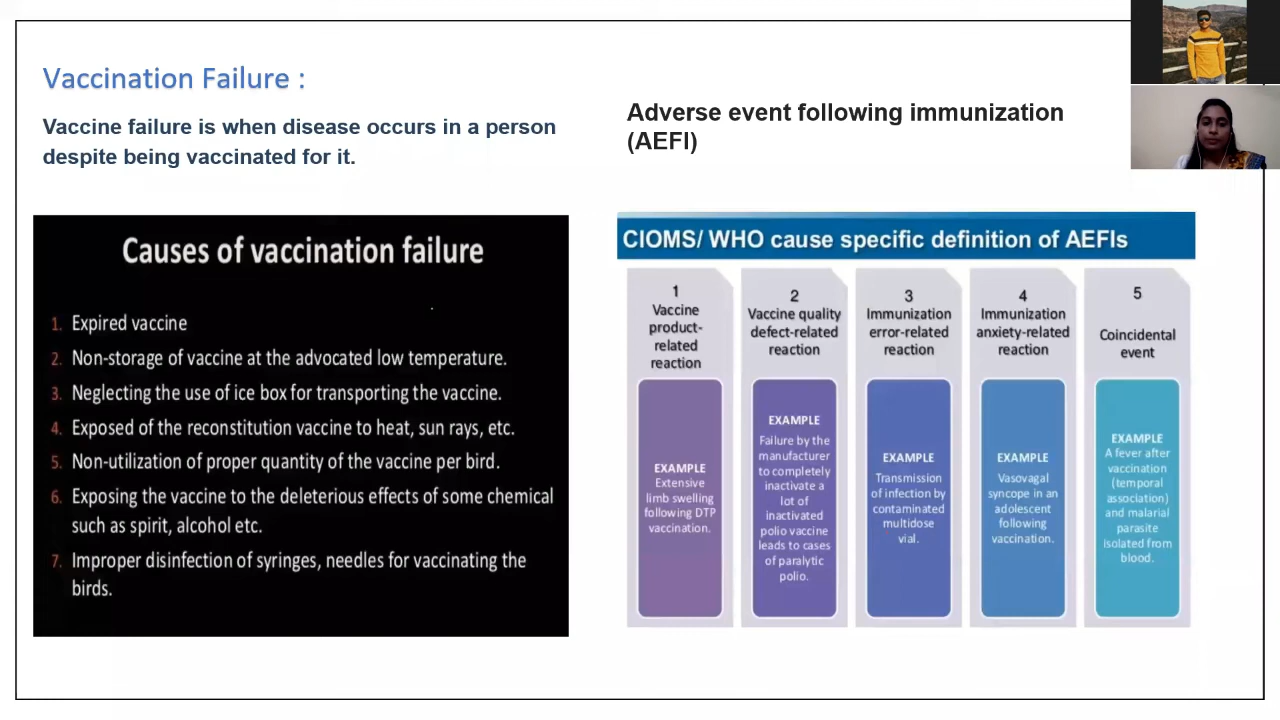 Vaccination Failure :
Vaccine failure is when disease occurs in a person
despite being vaccinated for it.
Causes of vaccination failure
1. Expired vaccine
2. Non-storage of vaccine at the advocated low temperature.
3. Neglecting the use of ice box for transporting the vaccine.
4. Exposed of the reconstitution vaccine to heat, sun rays, etc.
5. Non-utilization of proper quantity of the vaccine per bird.
6. Exposing the vaccine to the deleterious effects of some chemical
such as spirit, alcohol etc.
7. Improper disinfection of syringes, needles for vaccinating the
birds.
Adverse event following immunization
(AEFI)
CIOMS/ WHO cause specific definition of AEFIs
1
Vaccine
product-
related
reaction
EXAMPLE
Extensive
limb swelling
following DTP
vaccination.
2
Vaccine quality
defect-related
reaction
EXAMPLE
Failure by the
manufacturer
to completely
inactivate a
lot of
inactivated
polio vaccine
leads to cases
of paralytic
polio.
3
Immunization
error-related
reaction
EXAMPLE
Transmission
of infection by
contaminated
multidose
vial.
4
Immunization
anxiety-related
reaction
EXAMPLE
Vasovagal
syncope in an
adolescent
following
vaccination.
5
Coincidental
event
EXAMPLE
A fever after
vaccination
(temporal
association)
and malarial
parasite
isolated from
blood.